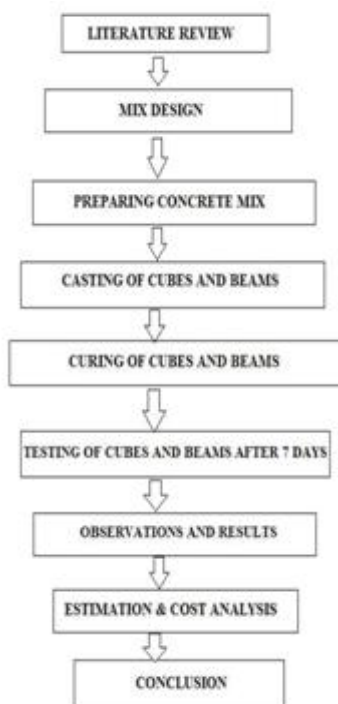 LITERATURE REVIEW
MIX DESIGN
PREPARING CONCRETE MIX
CASTING OF CUBES AND BEAMS
CURING OF CUBES AND BEAMS
TESTING OF CUBES AND BEAMS AFTER 7 DAYS
OBSERVATIONS AND RESULTS
ESTIMATION & COST ANALYSIS
CONCLUSION